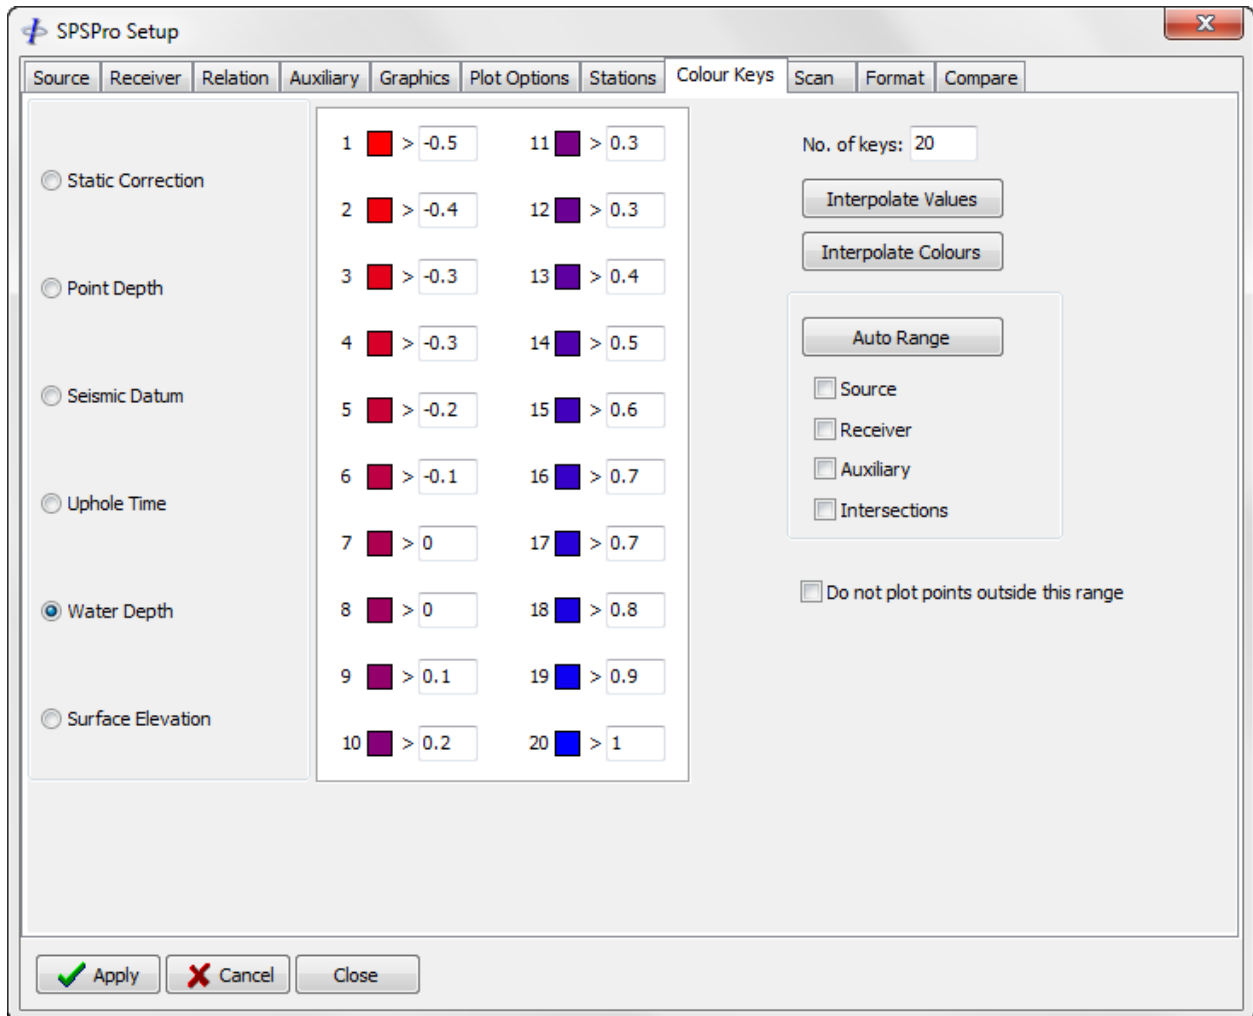 SPSPro Setup
X
Source Receiver Relation Auxiliary Graphics Plot Options Stations Colour Keys Scan Format Compare
Static Correction
Point Depth
Seismic Datum
Uphole Time
Water Depth
Surface Elevation
1 > -0.5
2 > -0.4
3 > -0.3
4 > -0.3
5 > -0.2
6 > -0.1
7 > 0
8 > 0
9 > 0.1
10 > 0.2
11 > 0.3
12 > 0.3
13 > 0.4
14 > 0.5
15 > 0.6
16 > 0.7
17 > 0.7
18 > 0.8
19 > 0.9
20 > 1
No. of keys: 20
Interpolate Values
Interpolate Colours
Auto Range
Source
Receiver
Auxiliary
Intersections
Do not plot points outside this range
Apply Cancel Close